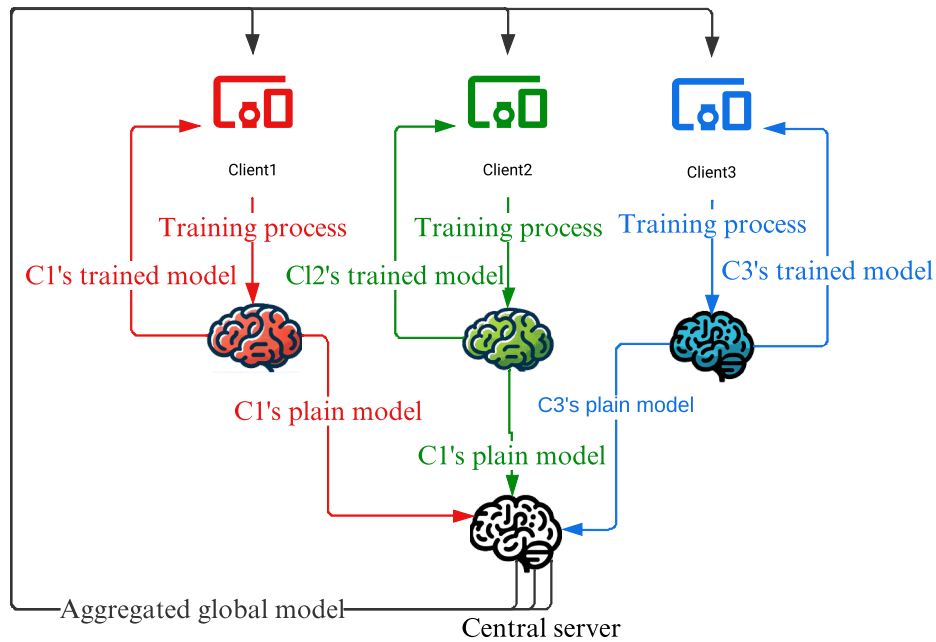 Client1
Client2
Client3
Training process
Training process
Training process
C1's trained model
Cl2's trained model
C3's trained model
C1's plain model
C3's plain model
C1's plain model
Aggregated global model
Central server